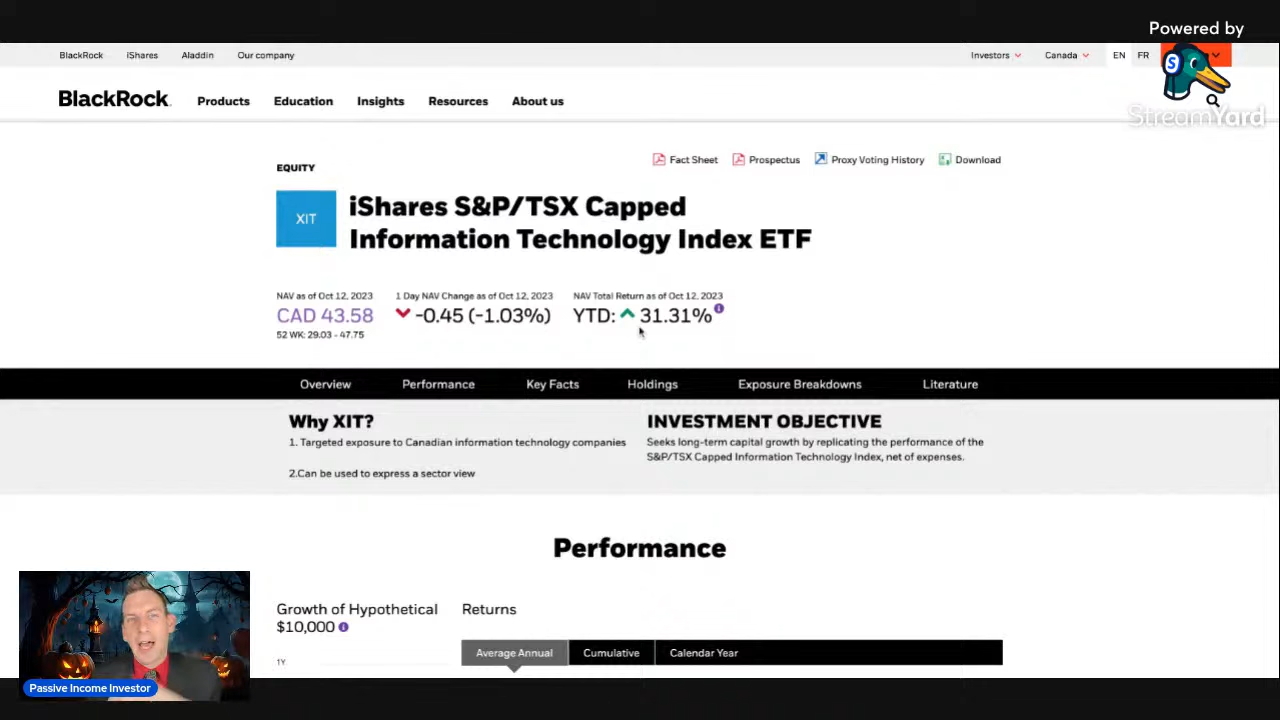 Powered by
StreamYard
BlackRock iShares Aladdin Our company Investors Canada EN FR
BlackRock. Products Education Insights Resources About us
Fact Sheet Prospectus Proxy Voting History Download
EQUITY
XIT
iShares S&P/TSX Capped
Information Technology Index ETF
NAV as of Oct 12, 2023 1 Day NAV Change as of Oct 12, 2023 NAV Total Return as of Oct 12, 2023
CAD 43.58 -0.45 (-1.03%) YTD: 31.31%
52 WK: 29.03 - 47.75
Overview Performance Key Facts Holdings Exposure Breakdowns Literature
Why XIT? INVESTMENT OBJECTIVE
1. Targeted exposure to Canadian information technology companies Seeks long-term capital growth by replicating the performance of the
S&P/TSX Capped Information Technology Index, net of expenses.
2.Can be used to express a sector view
Performance
Growth of Hypothetical Returns
$10,000
1Y Average Annual Cumulative Calendar Year
Passive Income Investor